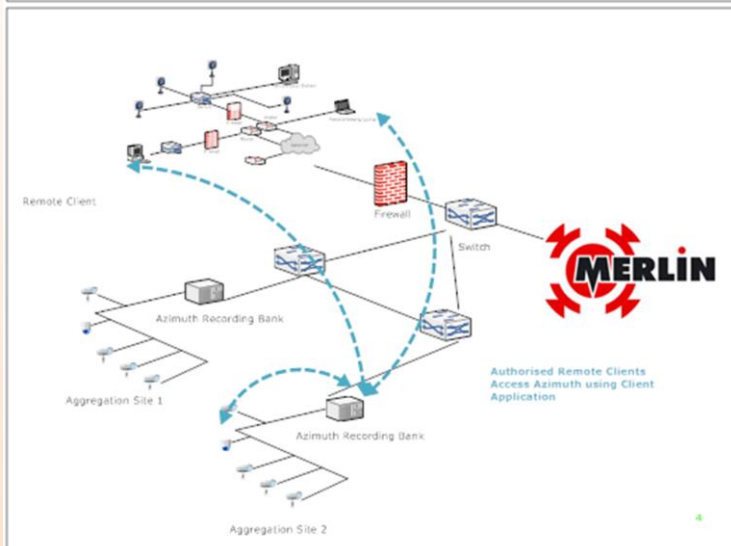 Remote Client
Firewall
Switch
MERLIN
Azimuth Recording Bank
Aggregation Site 1
Authorised Remote Clients
Access Azimuth using Client
Application
Azimuth Recording Bank
Aggregation Site 2
4